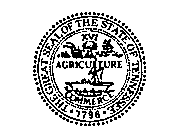 THE GREAT SEAL OF THE STATE OF TENNESSEE
XVI
AGRICULTURE
COMMERCE
1796